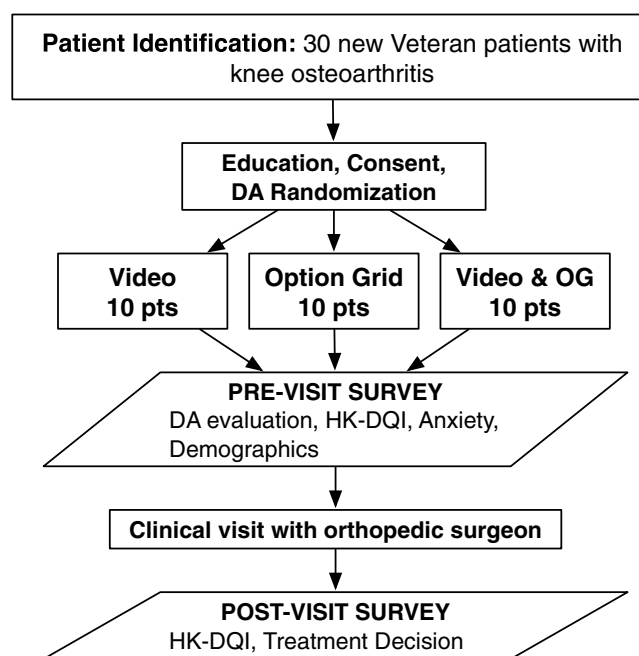 Patient Identification: 30 new Veteran patients with
knee osteoarthritis
Education, Consent,
DA Randomization
Video
10 pts
Option Grid
10 pts
Video & OG
10 pts
PRE-VISIT SURVEY
DA evaluation, HK-DQI, Anxiety,
Demographics
Clinical visit with orthopedic surgeon
POST-VISIT SURVEY
HK-DQI, Treatment Decision